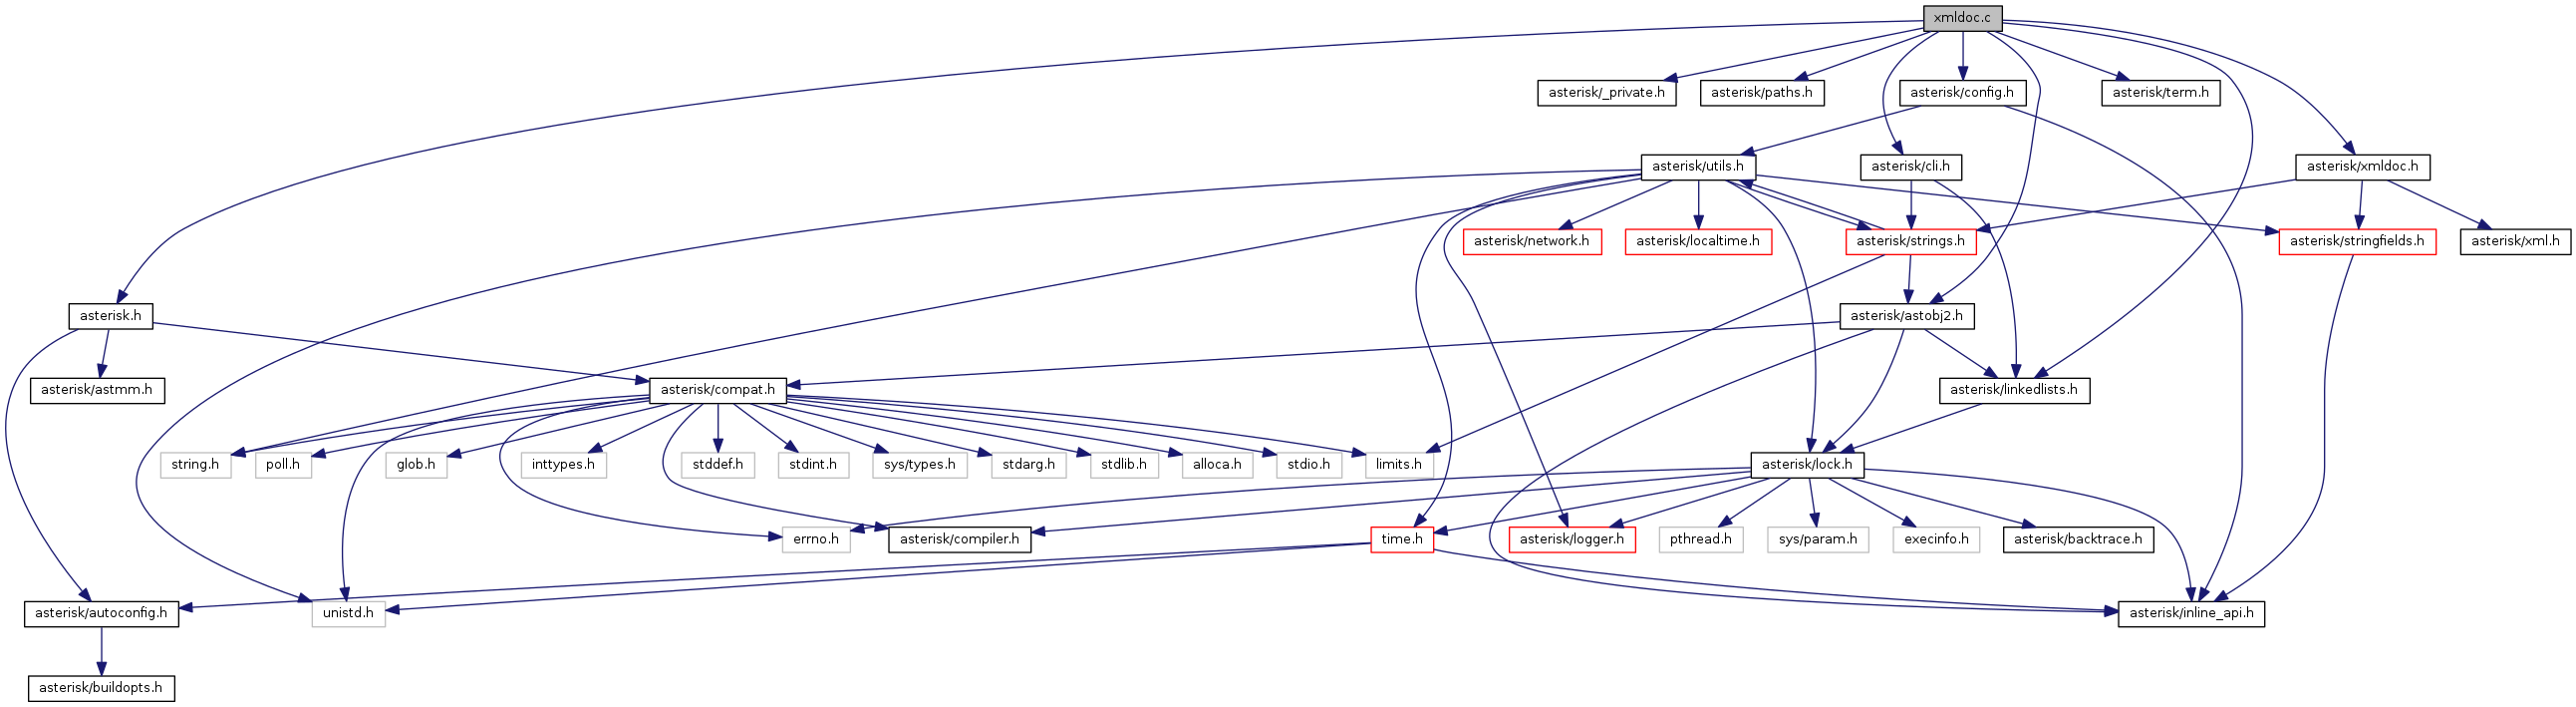 xmldoc.c
asterisk/_private.h
asterisk/paths.h
asterisk/config.h
asterisk/term.h
asterisk/utils.h
asterisk/cli.h
asterisk/xmldoc.h
asterisk/network.h
asterisk/localtime.h
asterisk/strings.h
asterisk/stringfields.h
asterisk/xml.h
asterisk.h
asterisk/astobj2.h
asterisk/astmm.h
asterisk/compat.h
asterisk/linkedlists.h
string.h
poll.h
glob.h
inttypes.h
stddef.h
stdint.h
sys/types.h
stdarg.h
stdlib.h
alloca.h
stdio.h
limits.h
asterisk/lock.h
errno.h
asterisk/compiler.h
time.h
asterisk/logger.h
pthread.h
sys/param.h
execinfo.h
asterisk/backtrace.h
asterisk/autoconfig.h
unistd.h
asterisk/inline_api.h
asterisk/buildopts.h